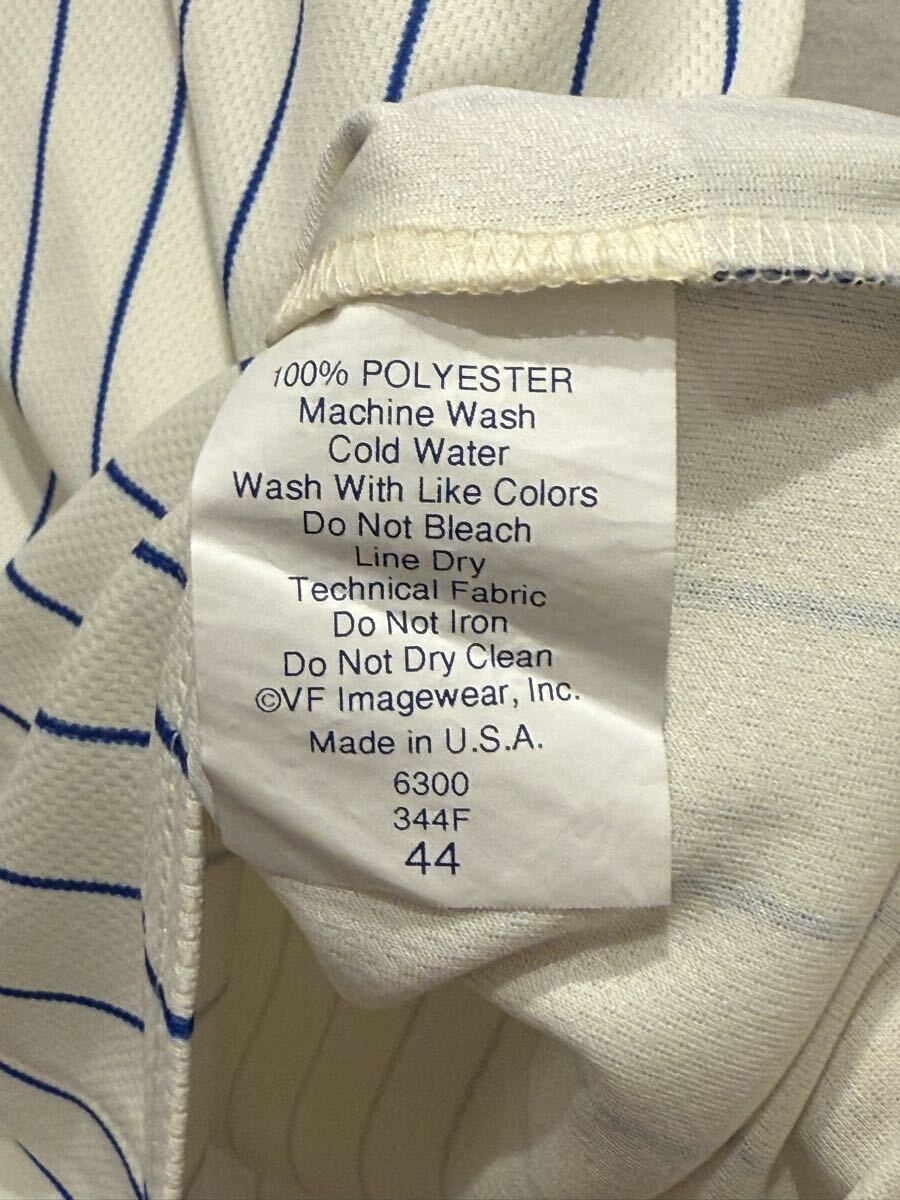 100% POLYESTER
Machine Wash
Cold Water
Wash With Like Colors
Do Not Bleach
Line Dry
Technical Fabric
Do Not Iron
Do Not Dry Clean
©VF Imagewear, Inc.
Made in U.S.A.
6300
344F
44